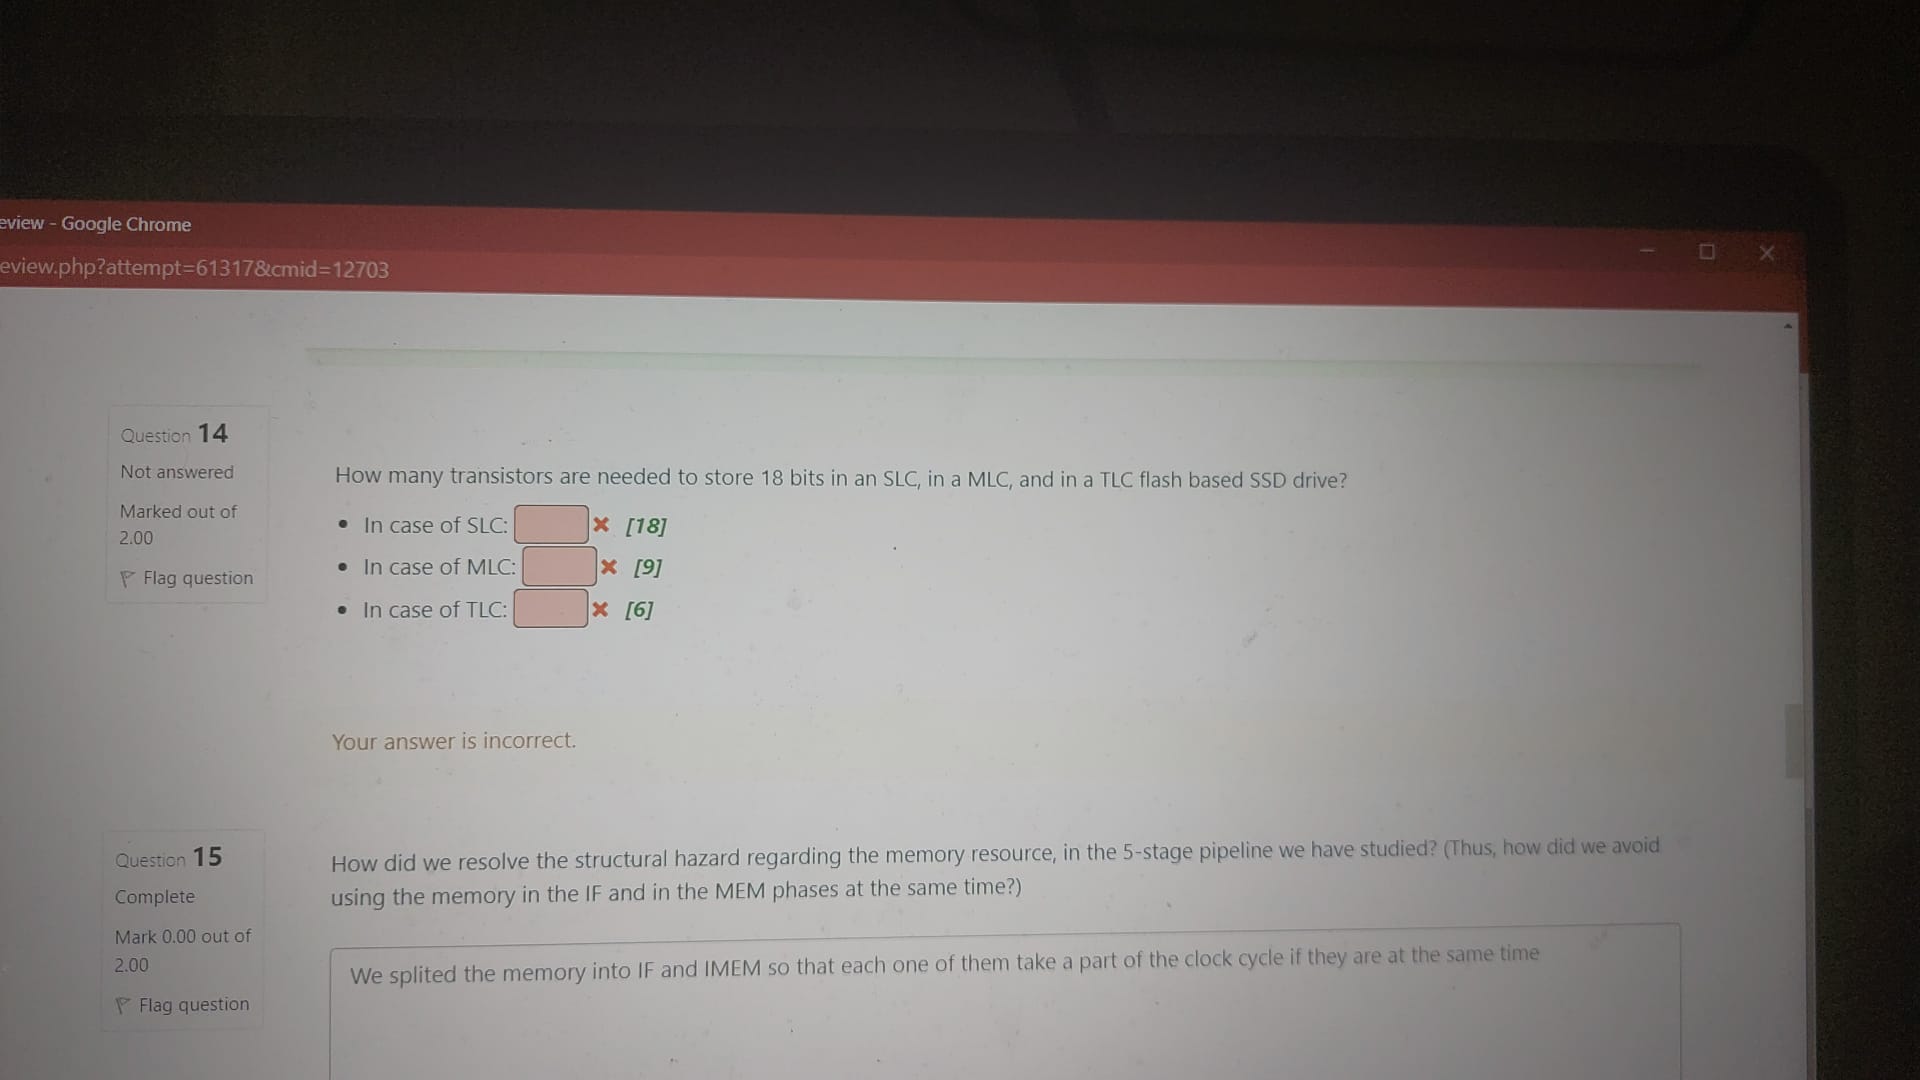 eview - Google Chrome
eview.php?attempt=61317&cmid=12703
Question 14
Not answered
Marked out of
2.00
Flag question
How many transistors are needed to store 18 bits in an SLC, in a MLC, and in a TLC flash based SSD drive?
• In case of SLC: [18]
• In case of MLC: [9]
• In case of TLC: [6]
Your answer is incorrect.
Question 15
Complete
Mark 0.00 out of
2.00
Flag question
How did we resolve the structural hazard regarding the memory resource, in the 5-stage pipeline we have studied? (Thus, how did we avoid
using the memory in the IF and in the MEM phases at the same time?)
We splited the memory into IF and IMEM so that each one of them take a part of the clock cycle if they are at the same time